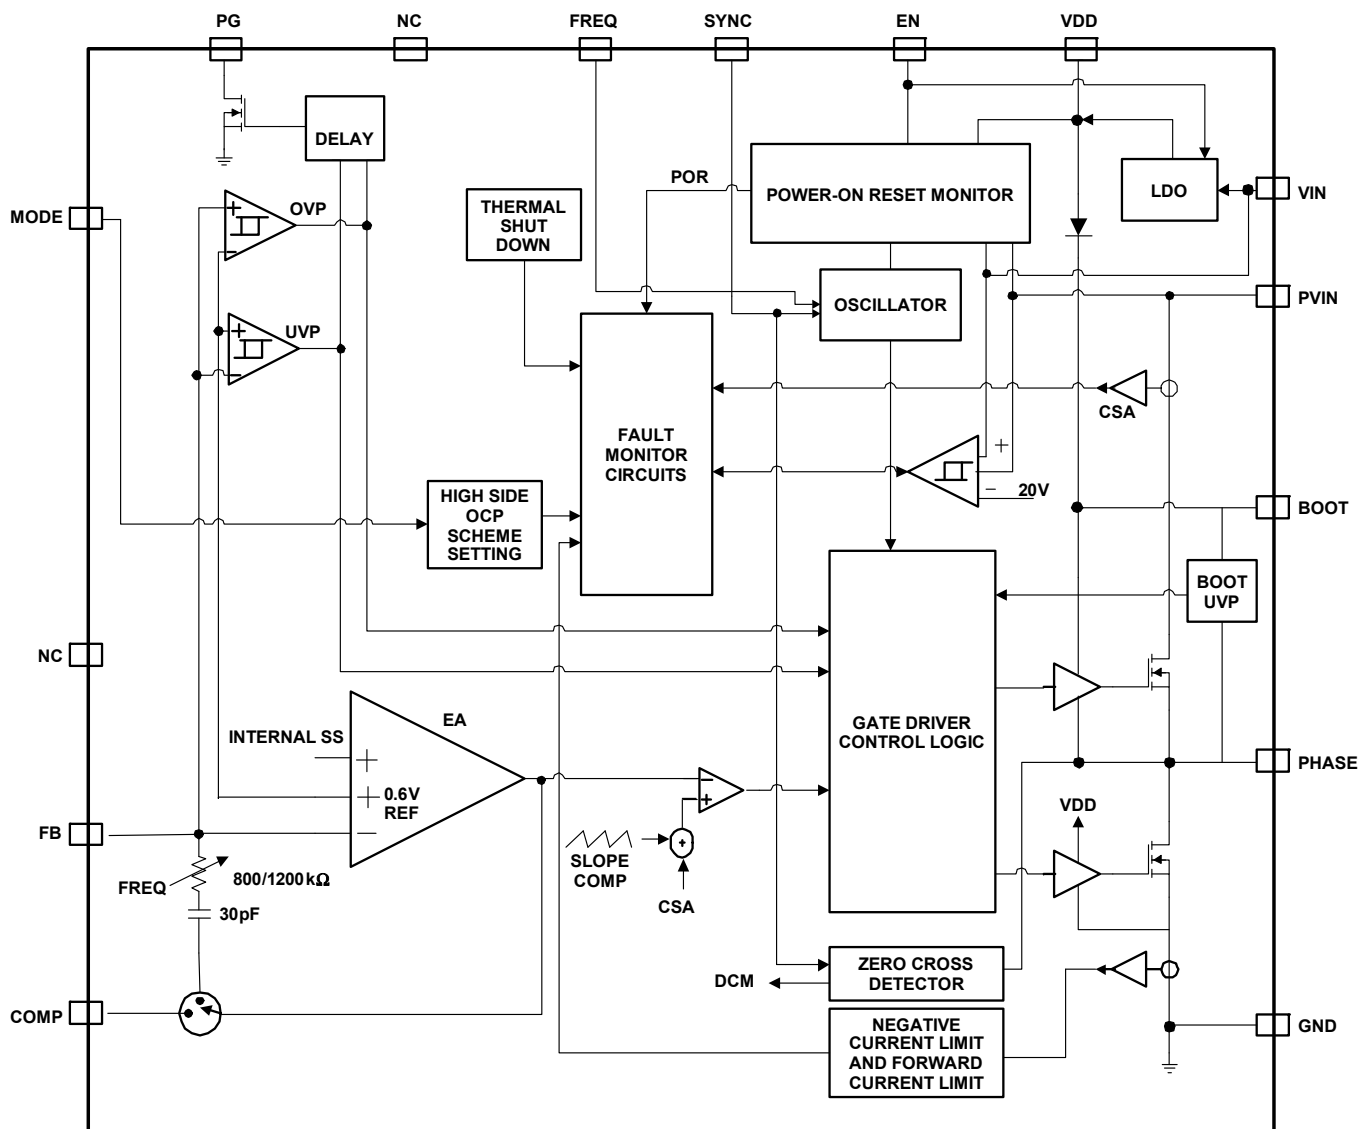 PG
NC
FREQ
SYNC
EN
VDD
DELAY
POR
POWER-ON RESET MONITOR
LDO
VIN
MODE
OVP
THERMAL
SHUT
DOWN
PVIN
OSCILLATOR
UVP
CSA
FAULT
MONITOR
CIRCUITS
+
−
20V
HIGH SIDE
OCP
SCHEME
SETTING
BOOT
BOOT
UVP
NC
EA
INTERNAL SS
0.6V
REF
GATE DRIVER
CONTROL LOGIC
PHASE
VDD
FB
SLOPE
COMP
CSA
FREQ
800/1200kΩ
30pF
DCM
ZERO CROSS
DETECTOR
COMP
NEGATIVE
CURRENT LIMIT
AND FORWARD
CURRENT LIMIT
GND